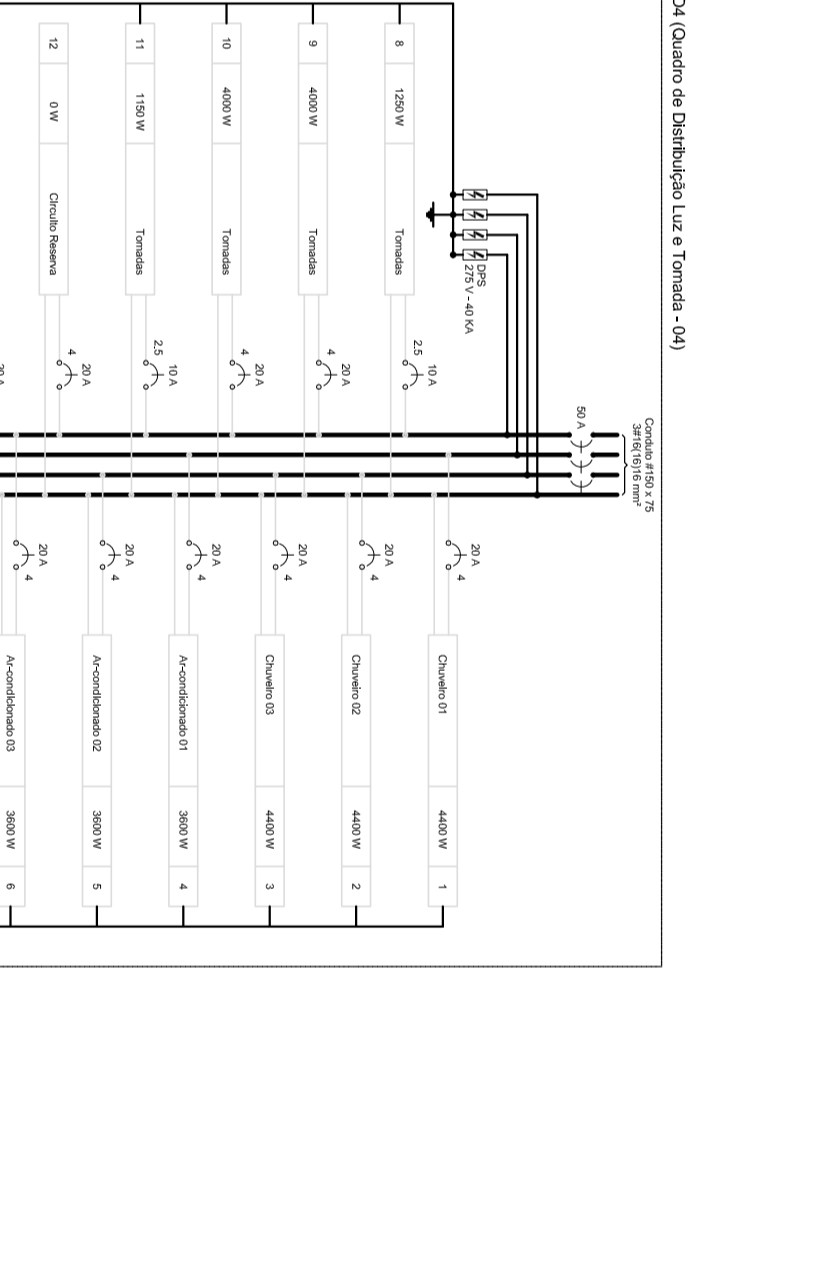 D4 (Quadro de Distribuição Luz e Tomada - 04)
Conduto #150 x 75
3#16(16)16 mm²
50 A
DPS
275 V - 40 KA
20 A
4
Chuveiro 01 4400 W 1
8 1250 W Tomadas
10 A
2.5
20 A
4
Chuveiro 02 4400 W 2
9 4000 W Tomadas
20 A
4
20 A
4
Chuveiro 03 4400 W 3
10 4000 W Tomadas
20 A
4
20 A
4
Ar-condicionado 01 3600 W 4
11 1150 W Tomadas
10 A
2.5
20 A
4
Ar-condicionado 02 3600 W 5
12 0 W Circuito Reserva
20 A
4
20 A
4
Ar-condicionado 03 3600 W 6
20 A